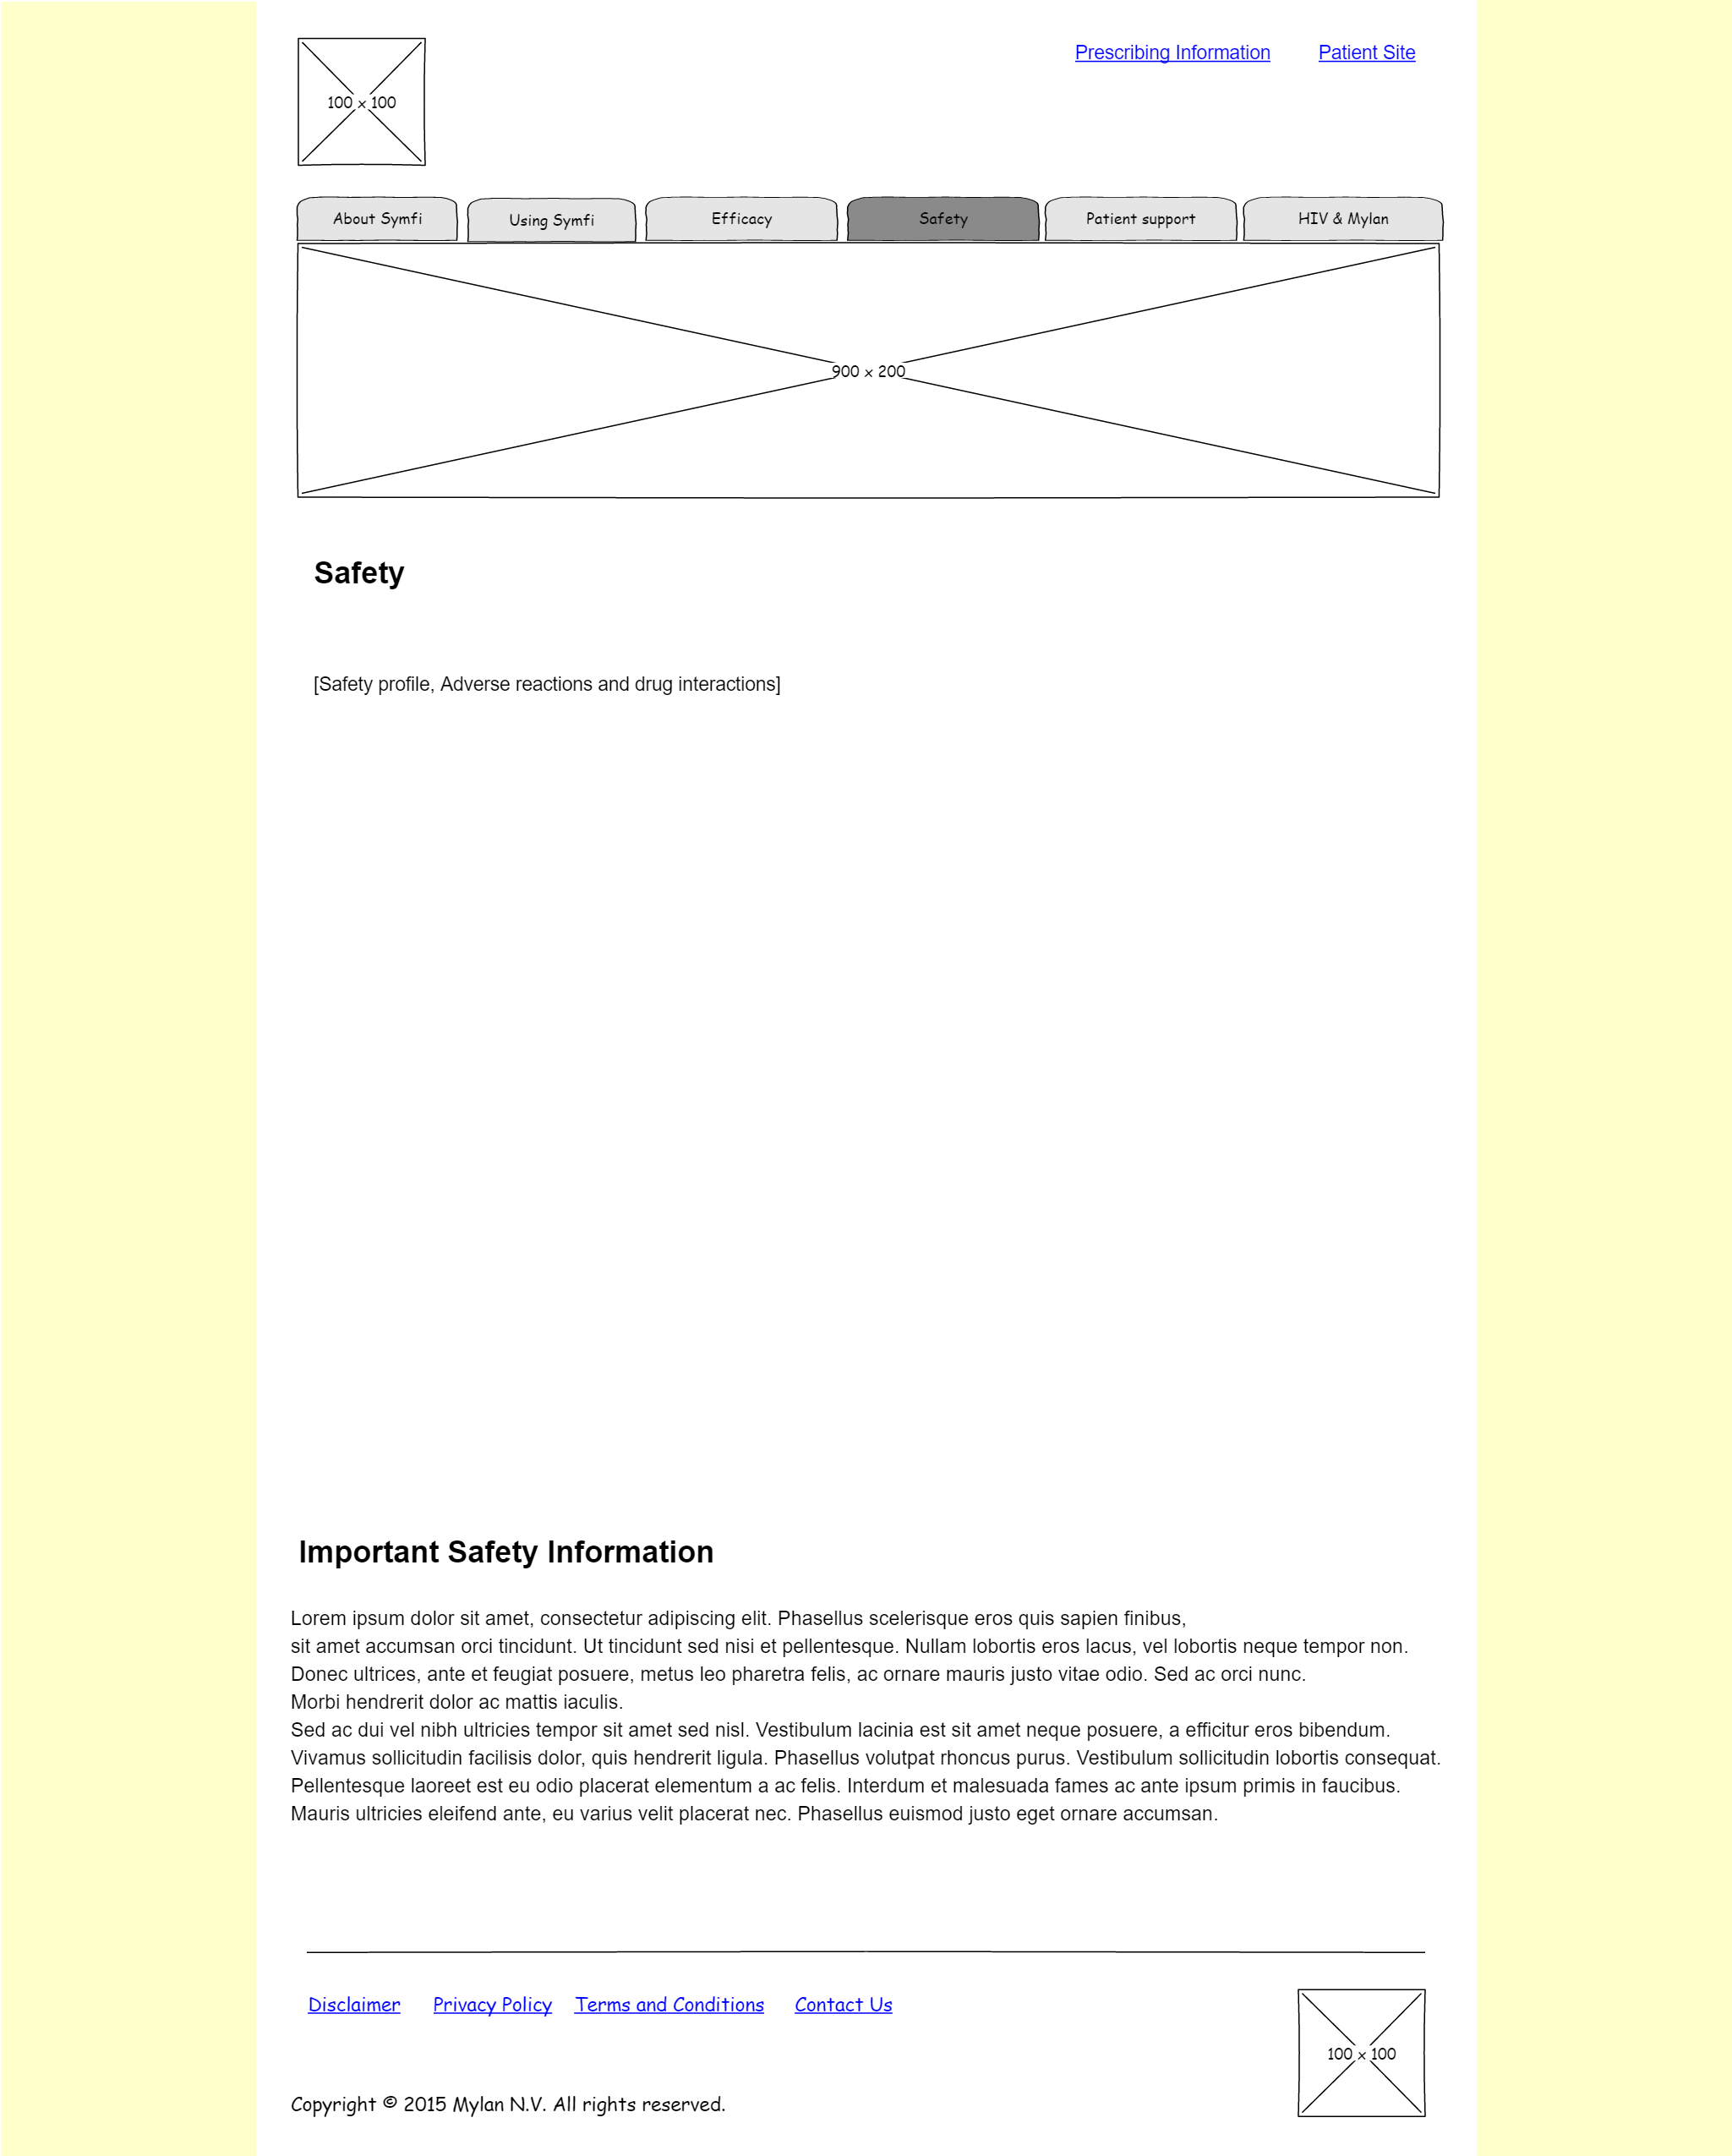 Prescribing Information Patient Site
100 x 100
About Symfi Using Symfi Efficacy Safety Patient support HIV & Mylan
900 x 200
Safety
[Safety profile, Adverse reactions and drug interactions]
Important Safety Information
Lorem ipsum dolor sit amet, consectetur adipiscing elit. Phasellus scelerisque eros quis sapien finibus,
sit amet accumsan orci tincidunt. Ut tincidunt sed nisi et pellentesque. Nullam lobortis eros lacus, vel lobortis neque tempor non.
Donec ultrices, ante et feugiat posuere, metus leo pharetra felis, ac ornare mauris justo vitae odio. Sed ac orci nunc.
Morbi hendrerit dolor ac mattis iaculis.
Sed ac dui vel nibh ultricies tempor sit amet sed nisl. Vestibulum lacinia est sit amet neque posuere, a efficitur eros bibendum.
Vivamus sollicitudin facilisis dolor, quis hendrerit ligula. Phasellus volutpat rhoncus purus. Vestibulum sollicitudin lobortis consequat.
Pellentesque laoreet est eu odio placerat elementum a ac felis. Interdum et malesuada fames ac ante ipsum primis in faucibus.
Mauris ultricies eleifend ante, eu varius velit placerat nec. Phasellus euismod justo eget ornare accumsan.
Disclaimer Privacy Policy Terms and Conditions Contact Us
100 x 100
Copyright © 2015 Mylan N.V. All rights reserved.